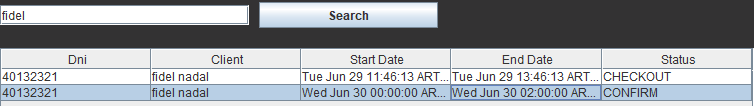 fidel Search
Dni Client Start Date End Date Status
40132321 fidel nadal Tue Jun 29 11:46:13 ART... Tue Jun 29 13:46:13 ART... CHECKOUT
40132321 fidel nadal Wed Jun 30 00:00:00 AR... Wed Jun 30 02:00:00 AR... CONFIRM